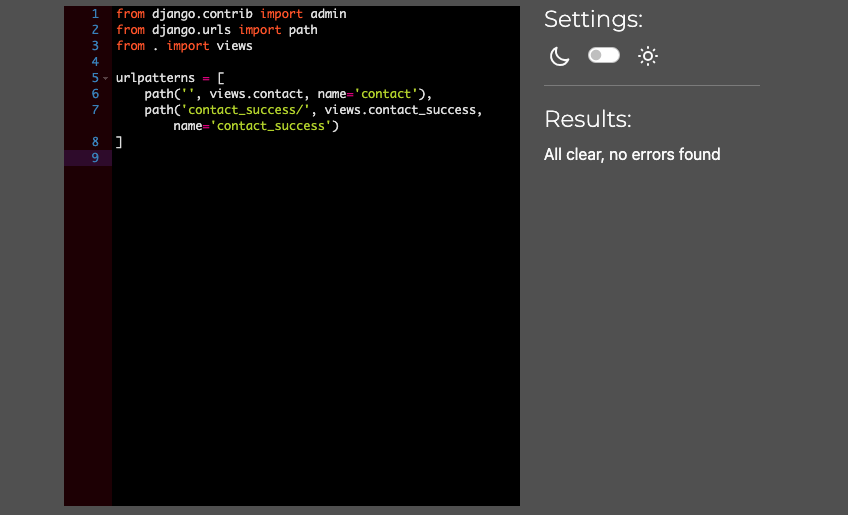 Settings:
1 from django.contrib import admin
2 from django.urls import path
3 from . import views
4
5 urlpatterns = [
6 path('', views.contact, name='contact'),
7 path('contact_success/', views.contact_success,
name='contact_success')
8 ]
9
Results:
All clear, no errors found